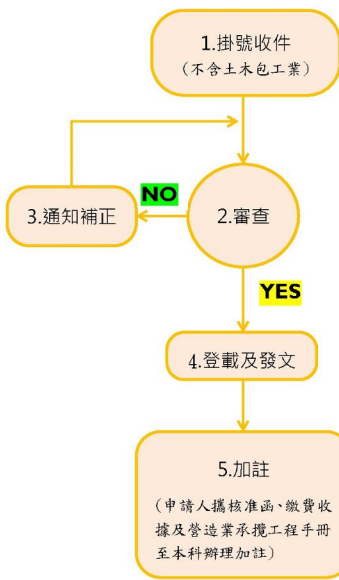 1.掛號收件
(不含土木包工業)
NO
3.通知補正
2.審查
YES
4.登載及發文
5.加註
(申請人攜核准函、繳費收
據及營造業承攬工程手冊
至本科辦理加註)